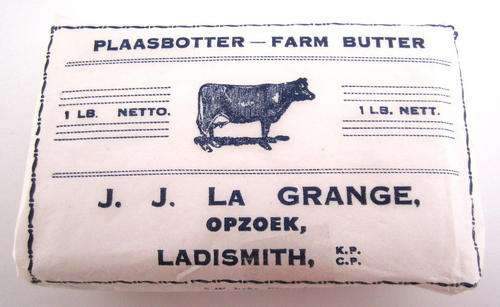 PLAASBOTTER — FARM BUTTER
1 LB. NETTO. 1 LB. NETT.
J. J. LA GRANGE,
OPZOEK,
LADISMITH, K.P.
C.P.